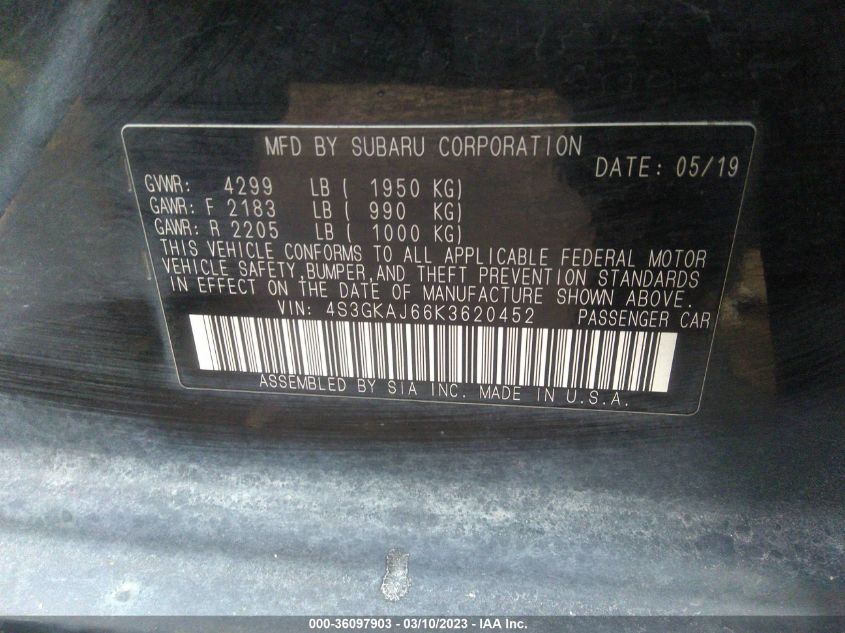 MFD BY SUBARU CORPORATION
DATE: 05/19
GVWR: 4299 LB ( 1950 KG)
GAWR: F 2183 LB ( 990 KG)
GAWR: R 2205 LB ( 1000 KG)
THIS VEHICLE CONFORMS TO ALL APPLICABLE FEDERAL MOTOR
VEHICLE SAFETY,BUMPER,AND THEFT PREVENTION STANDARDS
IN EFFECT ON THE DATE OF MANUFACTURE SHOWN ABOVE.
VIN: 4S3GKAJ66K3620452 PASSENGER CAR
ASSEMBLED BY SIA INC. MADE IN U.S.A.
000-36097903 - 03/10/2023 - IAA Inc.